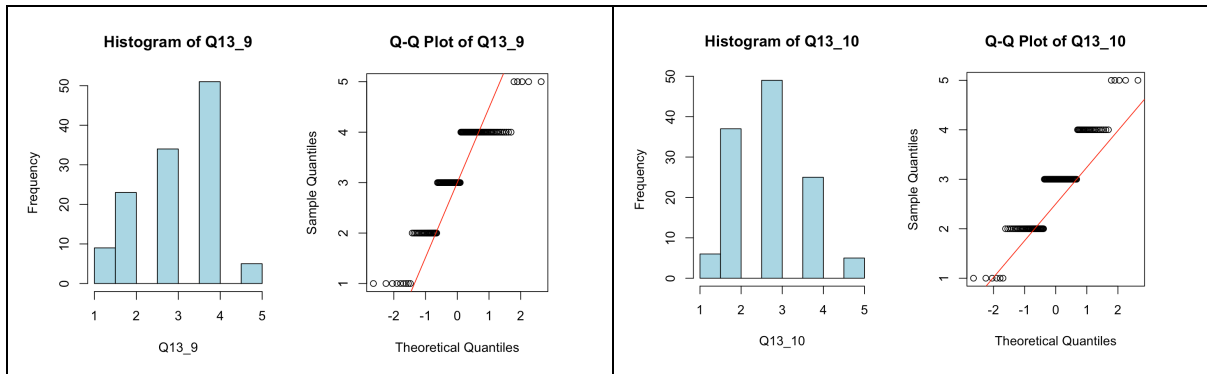 Histogram of Q13_9
Frequency
50
40
30
20
10
0
1 2 3 4 5
Q13_9
Q-Q Plot of Q13_9
Sample Quantiles
5
4
3
2
1
-2 -1 0 1 2
Theoretical Quantiles
Histogram of Q13_10
Frequency
50
40
30
20
10
0
1 2 3 4 5
Q13_10
Q-Q Plot of Q13_10
Sample Quantiles
5
4
3
2
1
-2 -1 0 1 2
Theoretical Quantiles